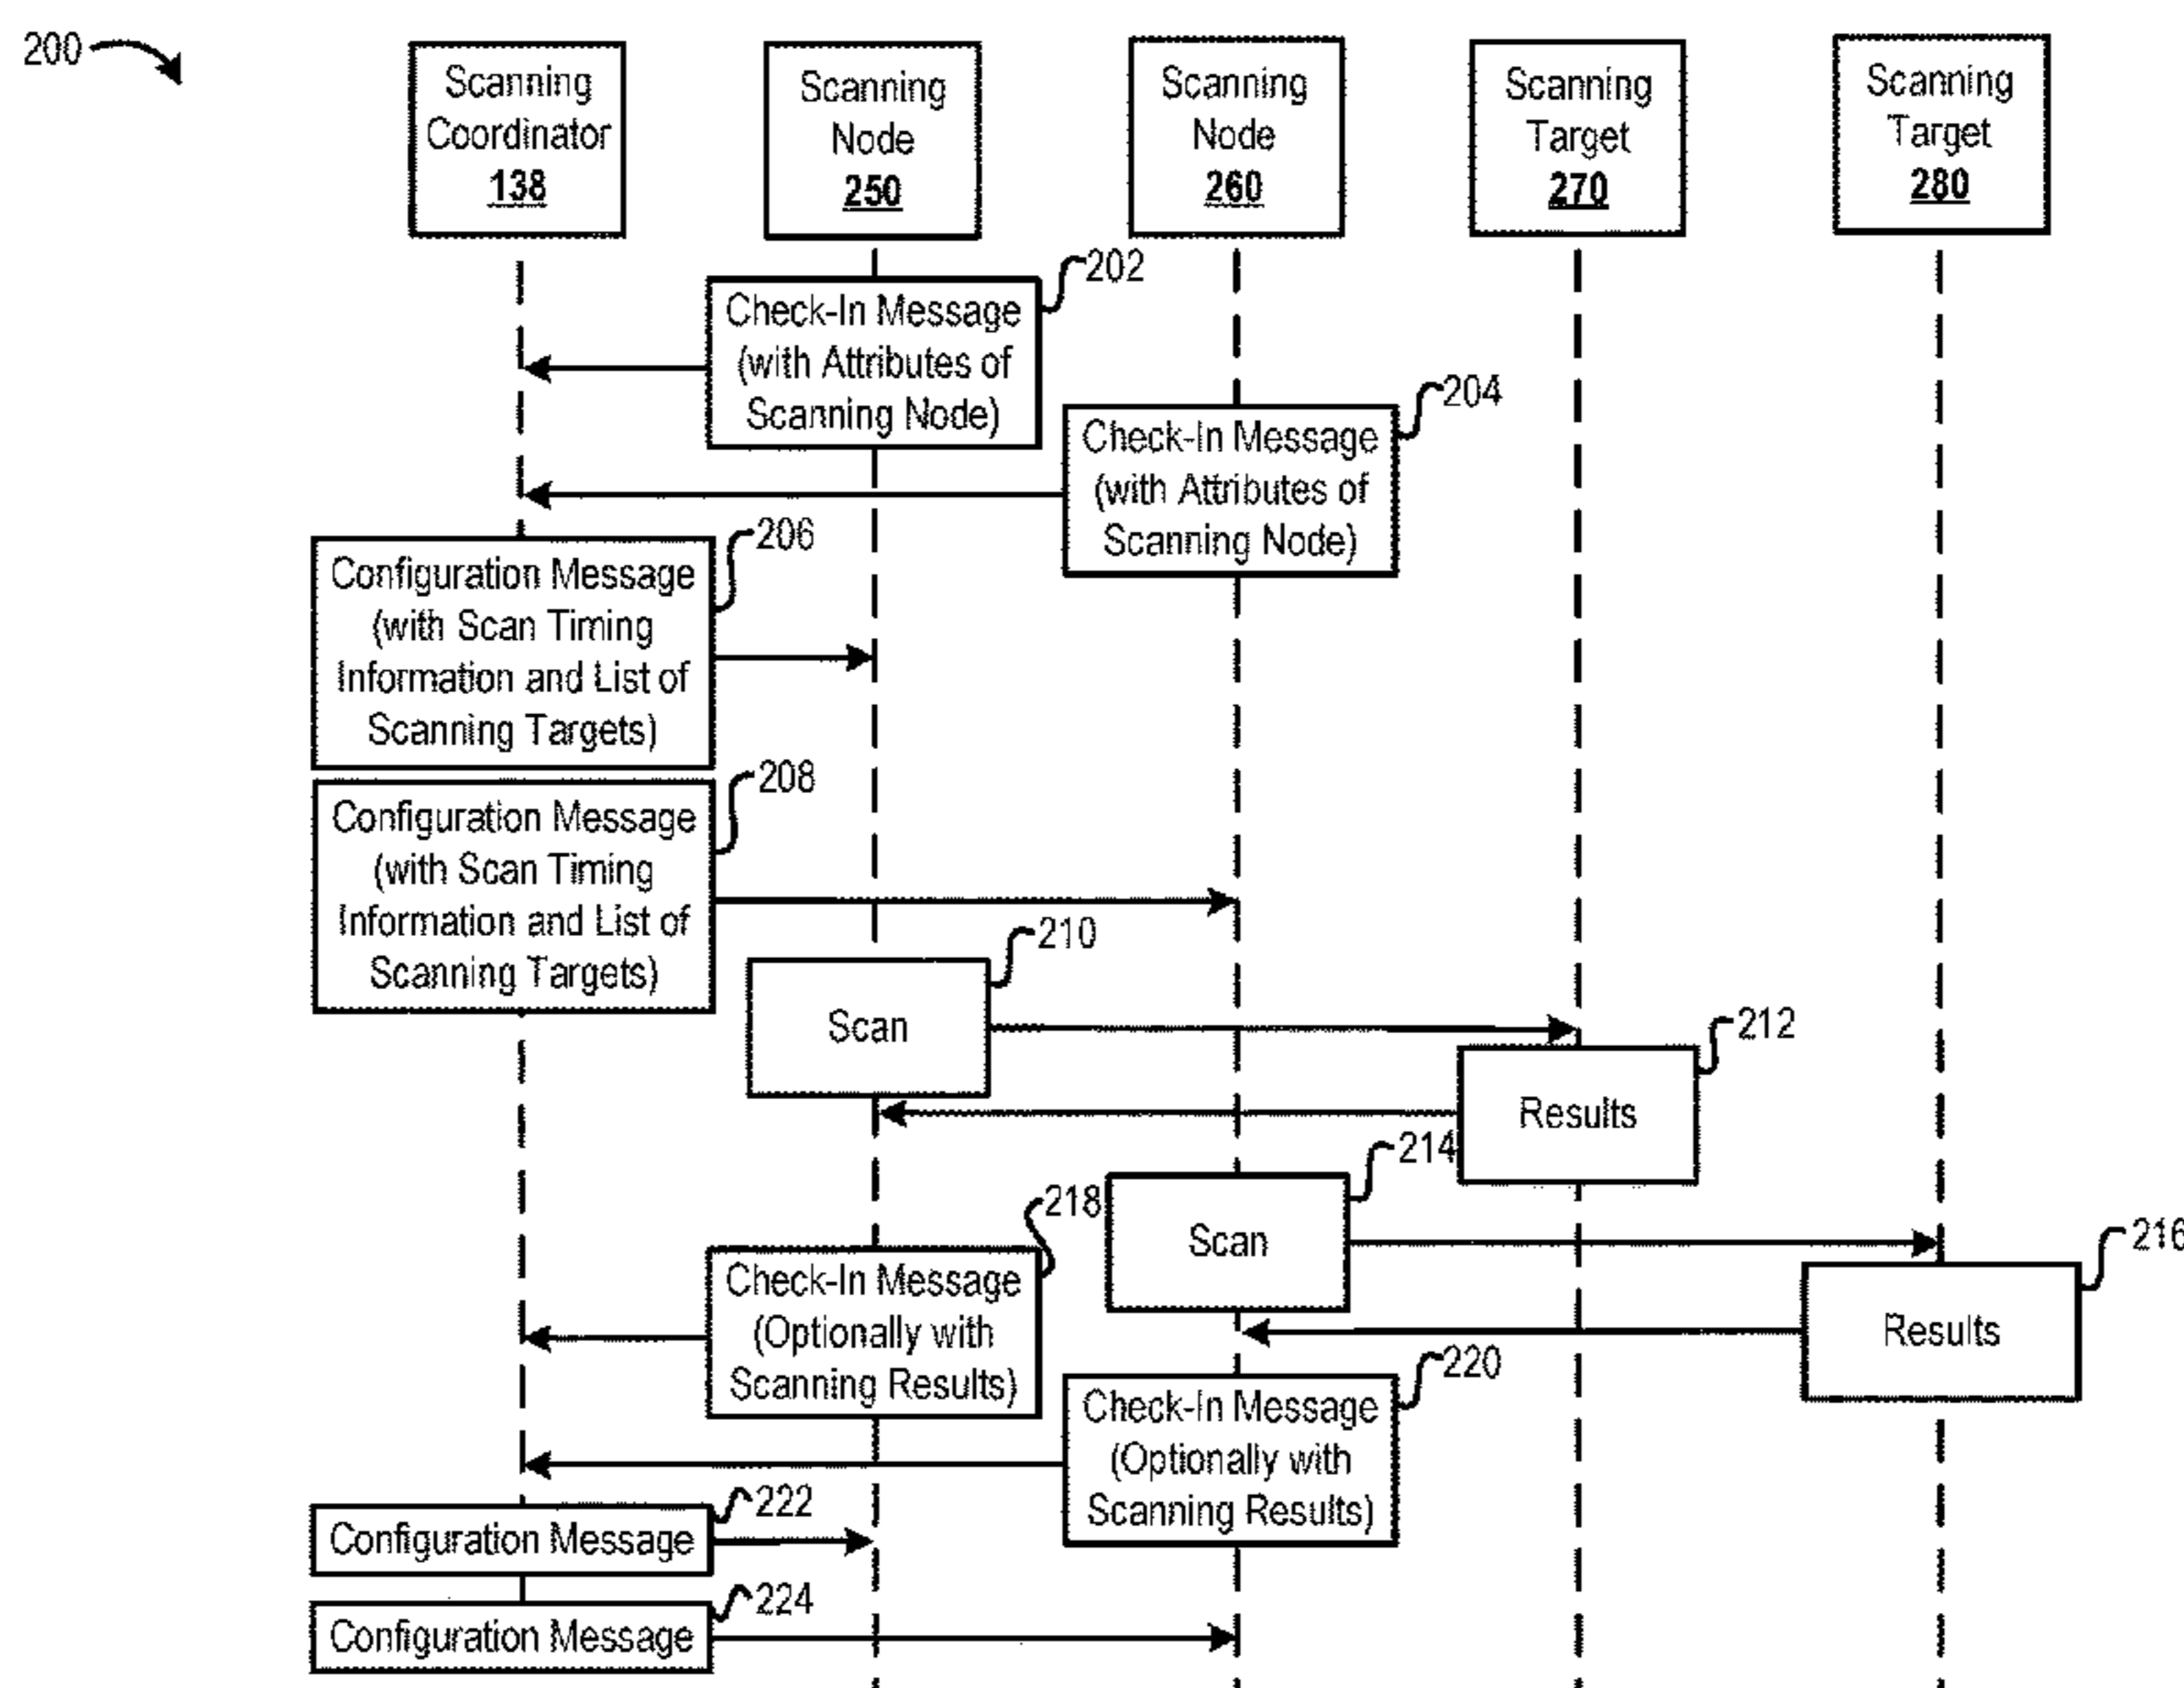 200
Scanning
Coordinator
138
Scanning
Node
250
Scanning
Node
260
Scanning
Target
270
Scanning
Target
280
202
Check-In Message
(with Attributes of
Scanning Node)
204
Check-In Message
(with Attributes of
Scanning Node)
206
Configuration Message
(with Scan Timing
Information and List of
Scanning Targets)
208
Configuration Message
(with Scan Timing
Information and List of
Scanning Targets)
210
Scan
212
Results
214
Scan
216
Results
218
Check-In Message
(Optionally with
Scanning Results)
220
Check-In Message
(Optionally with
Scanning Results)
222
Configuration Message
224
Configuration Message